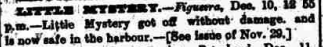 LITTLE MYSTERY.—Figuera, Dec. 10, 12 55
p.m.—Little Mystery got off without damage, and
is now safe in the harbour.—[See Issue of Nov. 29.]